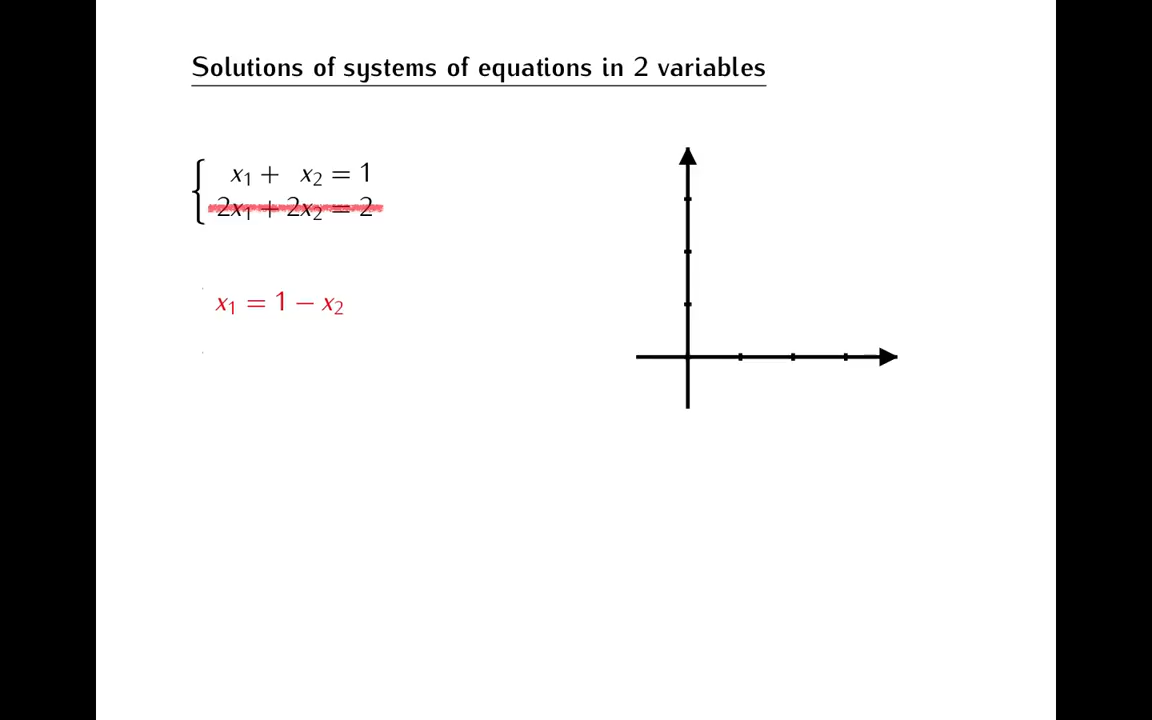 Solutions of systems of equations in 2 variables
x₁ + x₂ = 1
2x₁ + 2x₂ = 2
x₁ = 1 − x₂